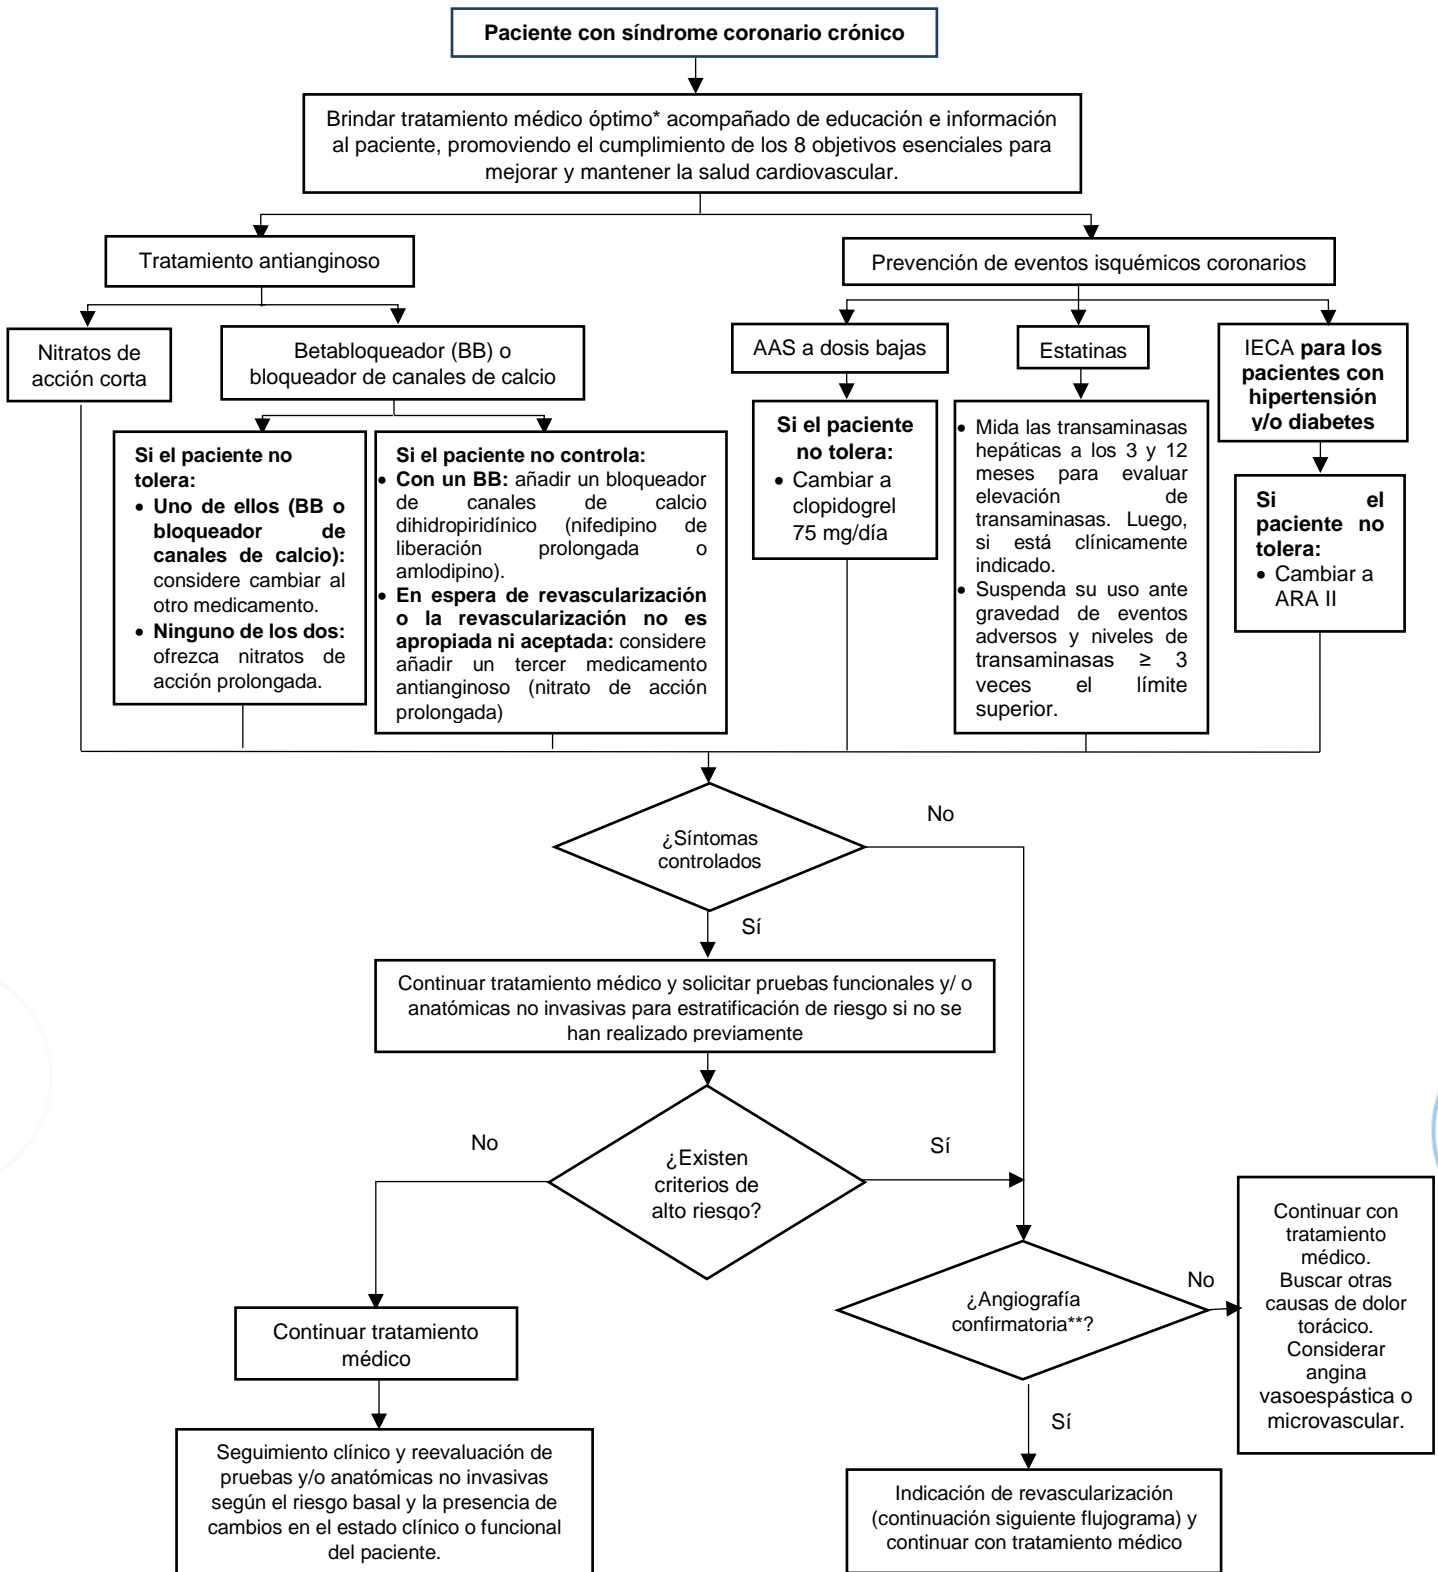 Paciente con síndrome coronario crónico
Brindar tratamiento médico óptimo* acompañado de educación e información
al paciente, promoviendo el cumplimiento de los 8 objetivos esenciales para
mejorar y mantener la salud cardiovascular.
Tratamiento antianginoso
Prevención de eventos isquémicos coronarios
Nitratos de
acción corta
Betabloqueador (BB) o
bloqueador de canales de calcio
AAS a dosis bajas
Estatinas
IECA para los
pacientes con
hipertensión
y/o diabetes
Si el paciente no
tolera:
• Uno de ellos (BB o
bloqueador de
canales de calcio):
considere cambiar al
otro medicamento.
• Ninguno de los dos:
ofrezca nitratos de
acción prolongada.
Si el paciente no controla:
• Con un BB: añadir un bloqueador
de canales de calcio
dihidropiridínico (nifedipino de
liberación prolongada o
amlodipino).
• En espera de revascularización
o la revascularización no es
apropiada ni aceptada: considere
añadir un tercer medicamento
antianginoso (nitrato de acción
prolongada)
Si el paciente
no tolera:
• Cambiar a
clopidogrel
75 mg/día
• Mida las transaminasas
hepáticas a los 3 y 12
meses para evaluar
elevación de
transaminasas. Luego,
si está clínicamente
indicado.
• Suspenda su uso ante
gravedad de eventos
adversos y niveles de
transaminasas ≥ 3
veces el límite
superior.
Si el
paciente no
tolera:
• Cambiar a
ARA II
¿Síntomas
controlados
No
Sí
Continuar tratamiento médico y solicitar pruebas funcionales y/ o
anatómicas no invasivas para estratificación de riesgo si no se
han realizado previamente
¿Existen
criterios de
alto riesgo?
No
Sí
Continuar tratamiento
médico
¿Angiografía
confirmatoria**?
No
Sí
Continuar con
tratamiento
médico.
Buscar otras
causas de dolor
torácico.
Considerar
angina
vasoespástica o
microvascular.
Seguimiento clínico y reevaluación de
pruebas y/o anatómicas no invasivas
según el riesgo basal y la presencia de
cambios en el estado clínico o funcional
del paciente.
Indicación de revascularización
(continuación siguiente flujograma) y
continuar con tratamiento médico